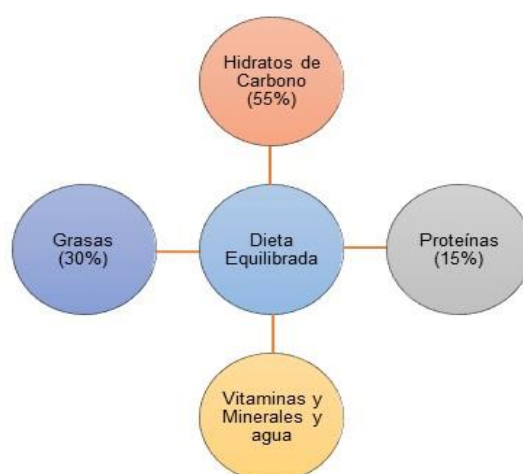 Hidratos de
Carbono
(55%)
Grasas
(30%)
Dieta
Equilibrada
Proteínas
(15%)
Vitaminas y
Minerales y
agua